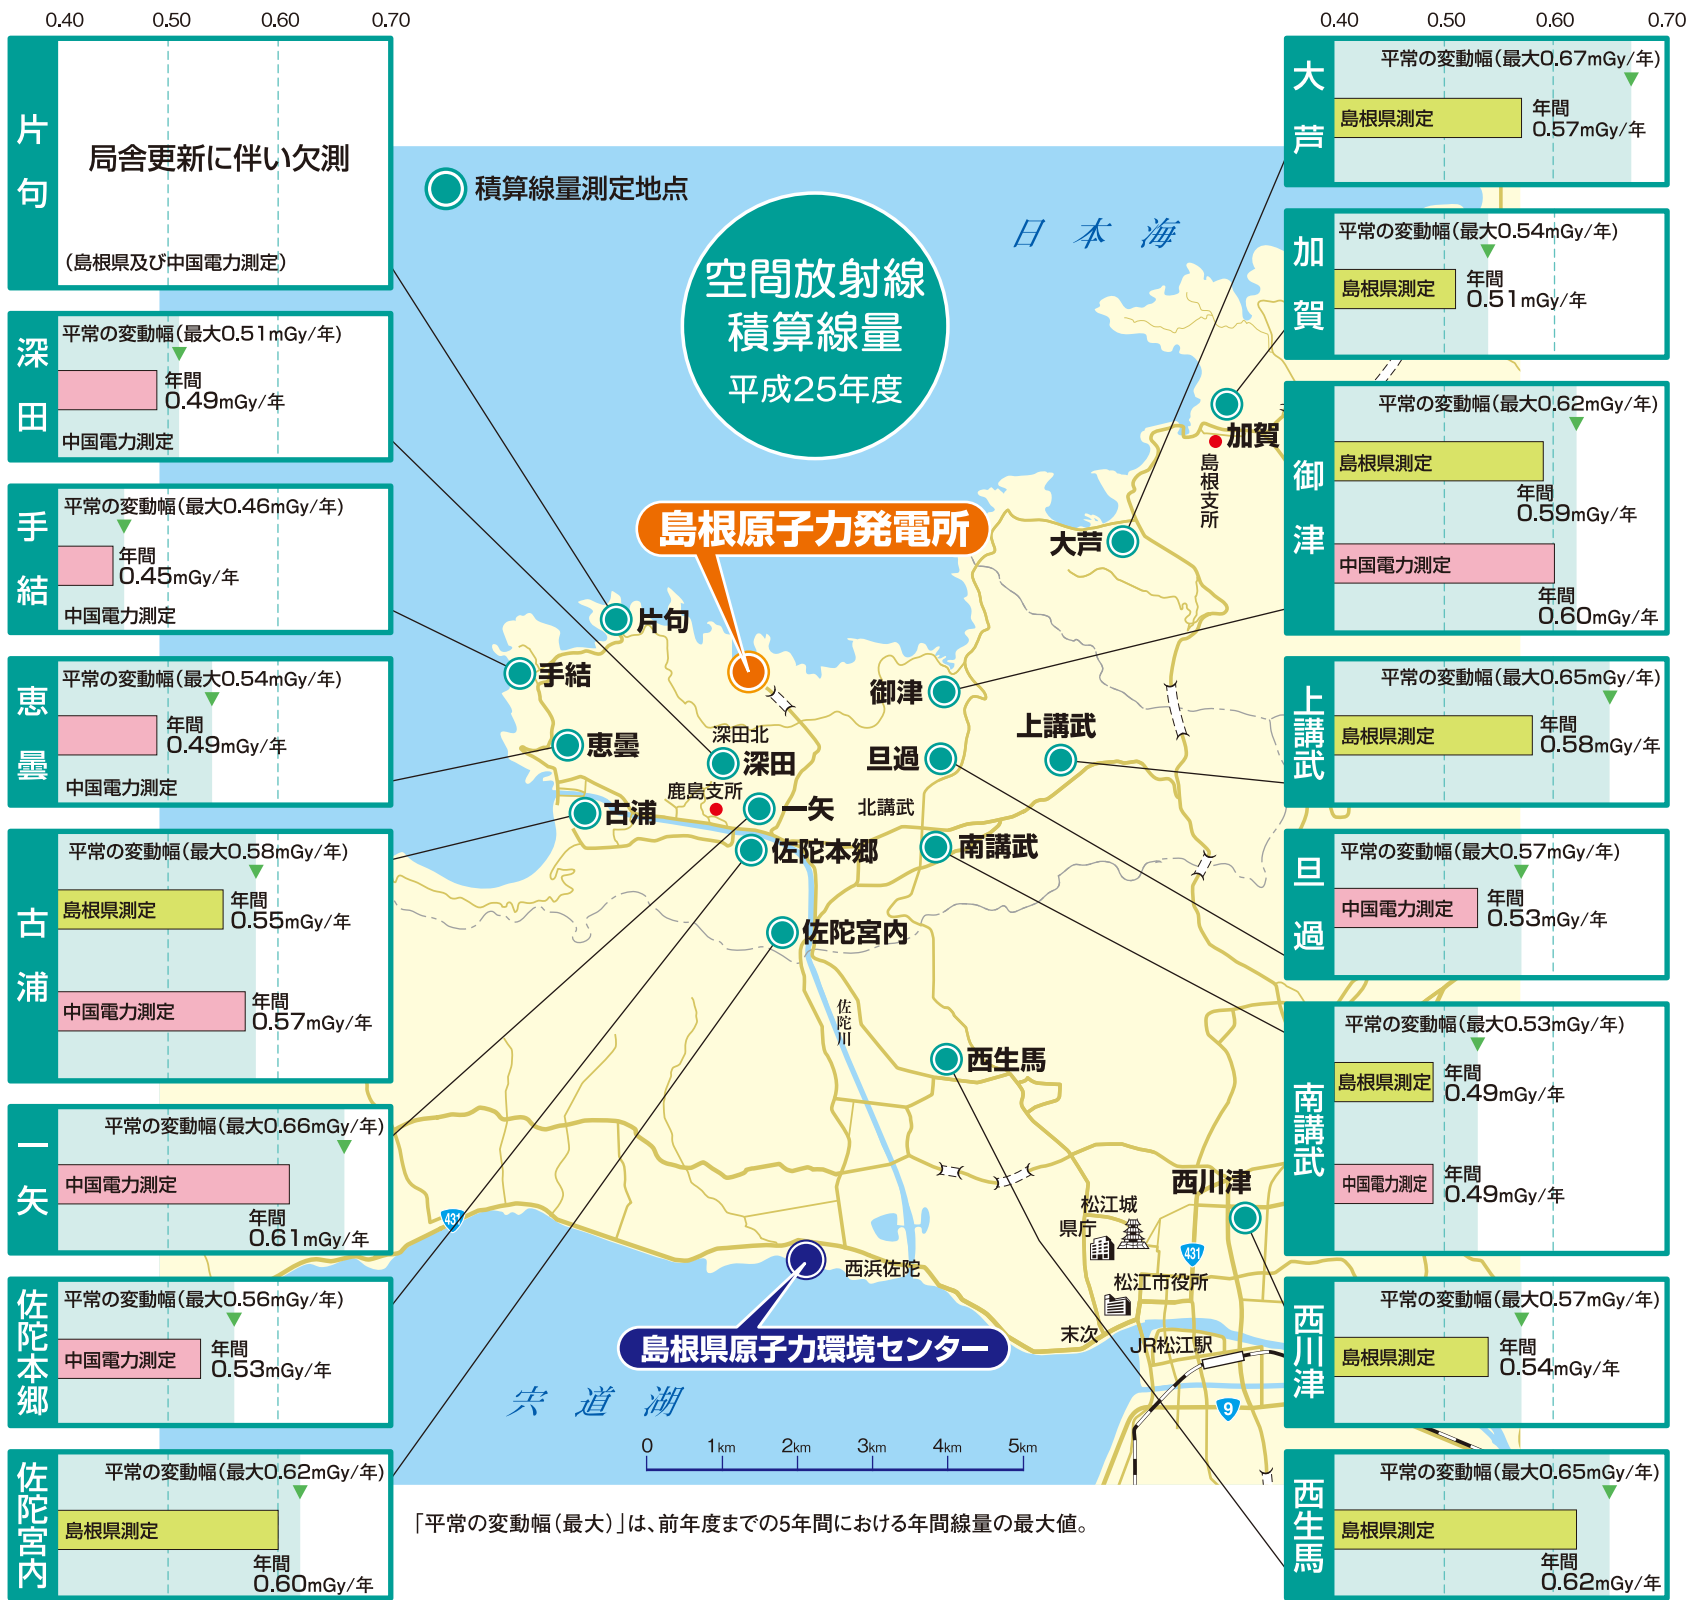 0.40 0.50 0.60 0.70
片句
局舎更新に伴い欠測
(島根県及び中国電力測定)
深田
平常の変動幅(最大0.51mGy/年)
年間
0.49mGy/年
中国電力測定
手結
平常の変動幅(最大0.46mGy/年)
年間
0.45mGy/年
中国電力測定
恵曇
平常の変動幅(最大0.54mGy/年)
年間
0.49mGy/年
中国電力測定
古浦
平常の変動幅(最大0.58mGy/年)
島根県測定
年間
0.55mGy/年
中国電力測定
年間
0.57mGy/年
一矢
平常の変動幅(最大0.66mGy/年)
中国電力測定
年間
0.61mGy/年
佐陀本郷
平常の変動幅(最大0.56mGy/年)
中国電力測定
年間
0.53mGy/年
佐陀宮内
平常の変動幅(最大0.62mGy/年)
島根県測定
年間
0.60mGy/年
積算線量測定地点
空間放射線
積算線量
平成25年度
日本海
島根原子力発電所
加賀
島根支所
大芦
片句
手結
御津
上講武
恵曇
深田北
深田
旦過
鹿島支所
古浦
一矢
北講武
佐陀本郷
南講武
佐陀宮内
佐陀川
西生馬
西川津
松江城
県庁
431
431
西浜佐陀
松江市役所
末次
JR松江駅
9
島根県原子力環境センター
宍道湖
0 1km 2km 3km 4km 5km
「平常の変動幅(最大)」は、前年度までの5年間における年間線量の最大値。
0.40 0.50 0.60 0.70
大芦
平常の変動幅(最大0.67mGy/年)
島根県測定
年間
0.57mGy/年
加賀
平常の変動幅(最大0.54mGy/年)
島根県測定
年間
0.51mGy/年
御津
平常の変動幅(最大0.62mGy/年)
島根県測定
年間
0.59mGy/年
中国電力測定
年間
0.60mGy/年
上講武
平常の変動幅(最大0.65mGy/年)
島根県測定
年間
0.58mGy/年
旦過
平常の変動幅(最大0.57mGy/年)
中国電力測定
年間
0.53mGy/年
南講武
平常の変動幅(最大0.53mGy/年)
島根県測定
年間
0.49mGy/年
中国電力測定
年間
0.49mGy/年
西川津
平常の変動幅(最大0.57mGy/年)
島根県測定
年間
0.54mGy/年
西生馬
平常の変動幅(最大0.65mGy/年)
島根県測定
年間
0.62mGy/年